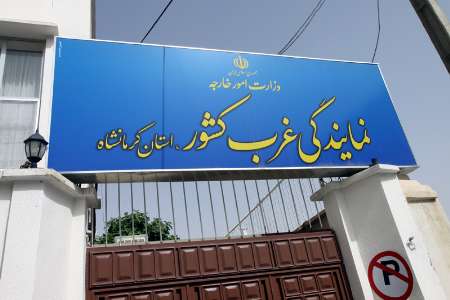 جمهوری اسلامی ایران
وزارت امور خارجه
نمایندگی غرب کشور - استان کرمانشاه
P